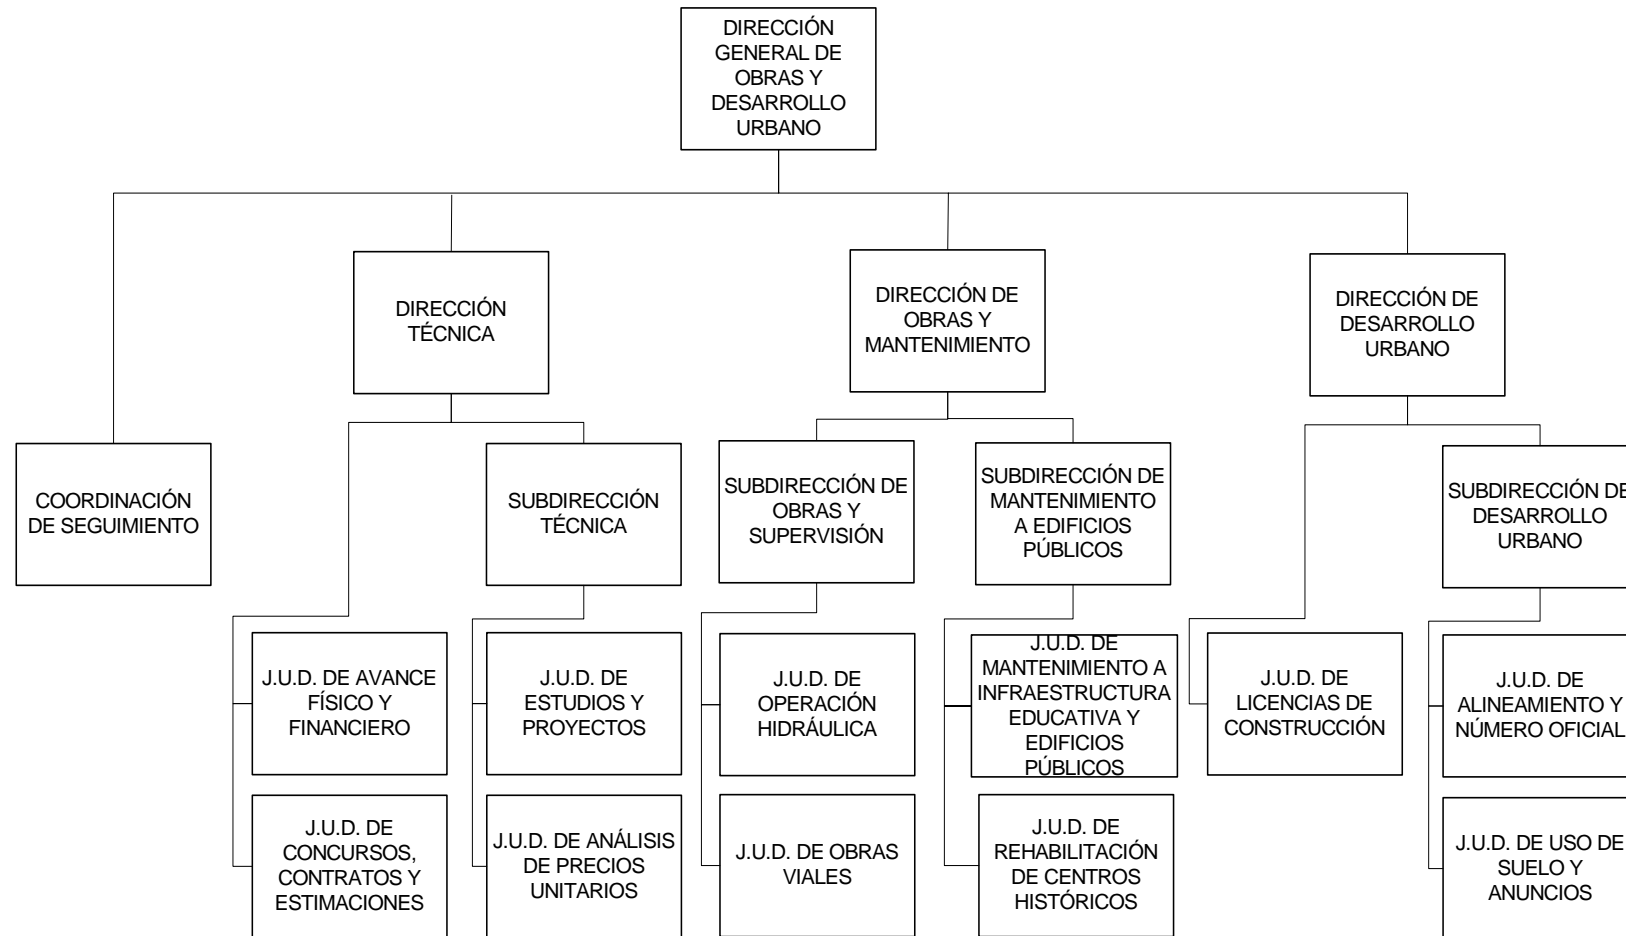 DIRECCIÓN
GENERAL DE
OBRAS Y
DESARROLLO
URBANO
DIRECCIÓN
TÉCNICA
DIRECCIÓN DE
OBRAS Y
MANTENIMIENTO
DIRECCIÓN DE
DESARROLLO
URBANO
COORDINACIÓN
DE SEGUIMIENTO
SUBDIRECCIÓN
TÉCNICA
SUBDIRECCIÓN DE
OBRAS Y
SUPERVISIÓN
SUBDIRECCIÓN DE
MANTENIMIENTO
A EDIFICIOS
PÚBLICOS
SUBDIRECCIÓN DE
DESARROLLO
URBANO
J.U.D. DE AVANCE
FÍSICO Y
FINANCIERO
J.U.D. DE
ESTUDIOS Y
PROYECTOS
J.U.D. DE
OPERACIÓN
HIDRÁULICA
J.U.D. DE
MANTENIMIENTO A
INFRAESTRUCTURA
EDUCATIVA Y
EDIFICIOS
PÚBLICOS
J.U.D. DE
LICENCIAS DE
CONSTRUCCIÓN
J.U.D. DE
ALINEAMIENTO Y
NÚMERO OFICIAL
J.U.D. DE
CONCURSOS,
CONTRATOS Y
ESTIMACIONES
J.U.D. DE ANÁLISIS
DE PRECIOS
UNITARIOS
J.U.D. DE OBRAS
VIALES
J.U.D. DE
REHABILITACIÓN
DE CENTROS
HISTÓRICOS
J.U.D. DE USO DE
SUELO Y
ANUNCIOS